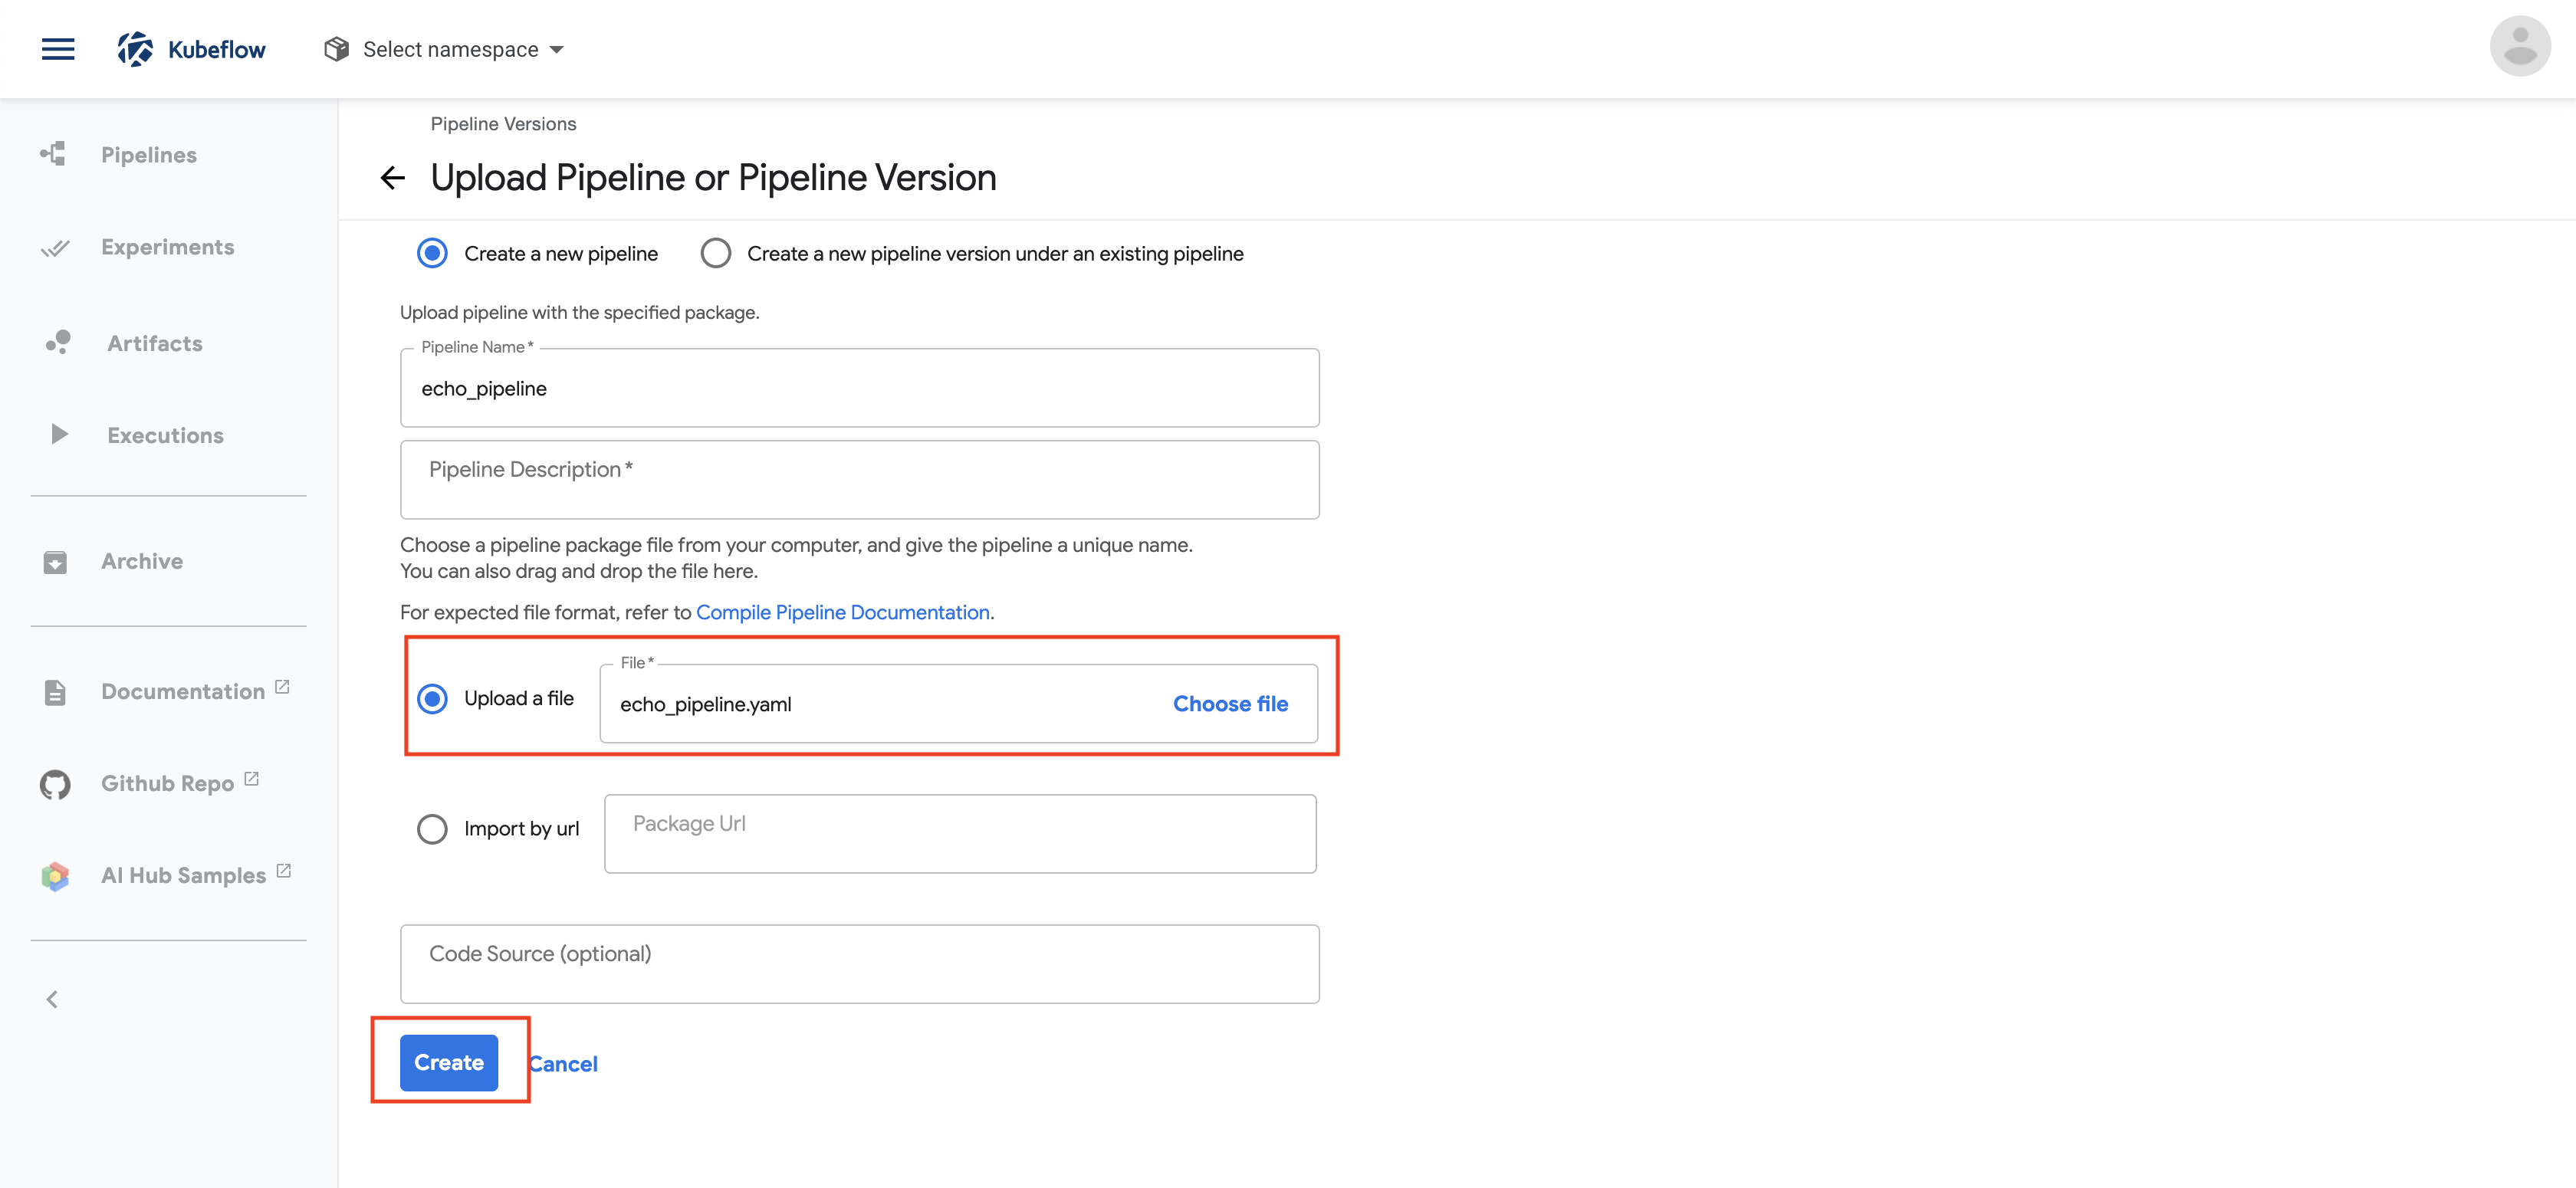 Kubeflow
Select namespace
Pipelines
Experiments
Artifacts
Executions
Archive
Documentation
Github Repo
AI Hub Samples
Pipeline Versions
Upload Pipeline or Pipeline Version
Create a new pipeline
Create a new pipeline version under an existing pipeline
Upload pipeline with the specified package.
Pipeline Name*
echo_pipeline
Pipeline Description*
Choose a pipeline package file from your computer, and give the pipeline a unique name.
You can also drag and drop the file here.
For expected file format, refer to Compile Pipeline Documentation.
Upload a file
File*
echo_pipeline.yaml
Choose file
Import by url
Package Url
Code Source (optional)
Create
Cancel